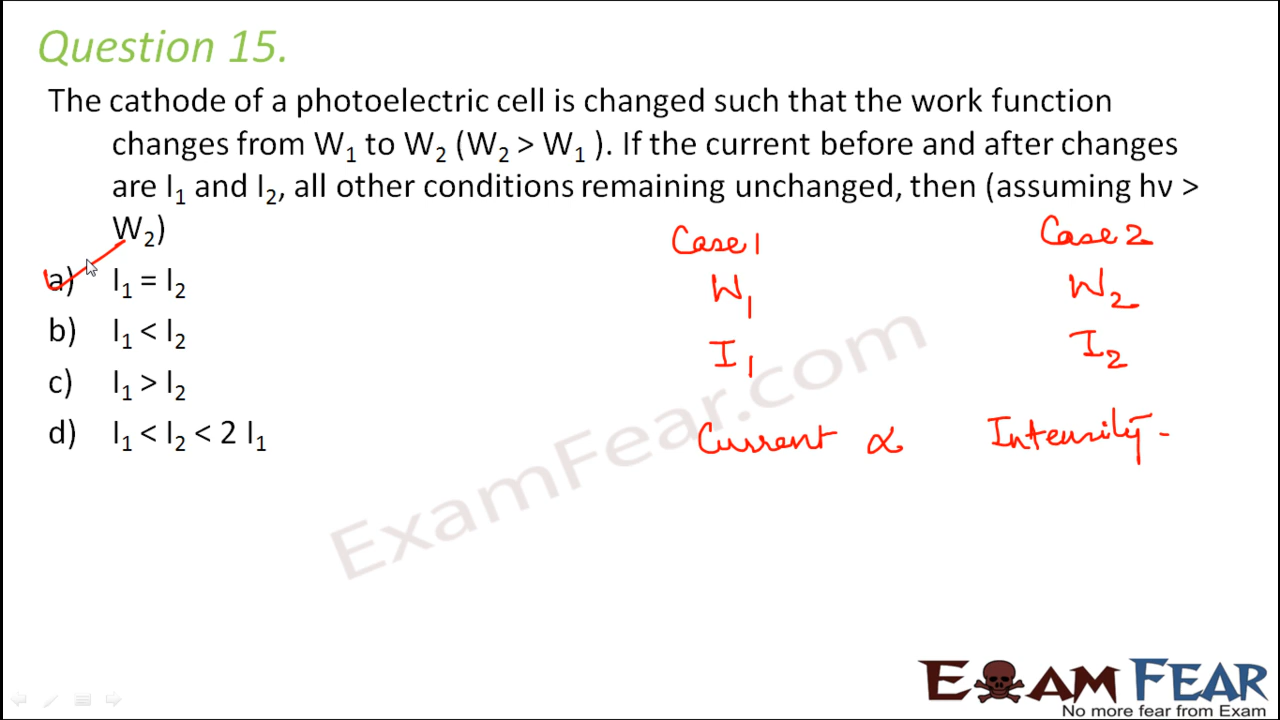 Question 15.
The cathode of a photoelectric cell is changed such that the work function
changes from W₁ to W₂ (W₂ > W₁ ). If the current before and after changes
are I₁ and I₂, all other conditions remaining unchanged, then (assuming hν >
W₂)
Case 1 Case 2
a) I₁ = I₂ W₁ W₂
b) I₁ < I₂ I₁ I₂
c) I₁ > I₂
d) I₁ < I₂ < 2 I₁ Current ∝ Intensity -
ExamFear.com
EXAM FEAR
No more fear from Exam